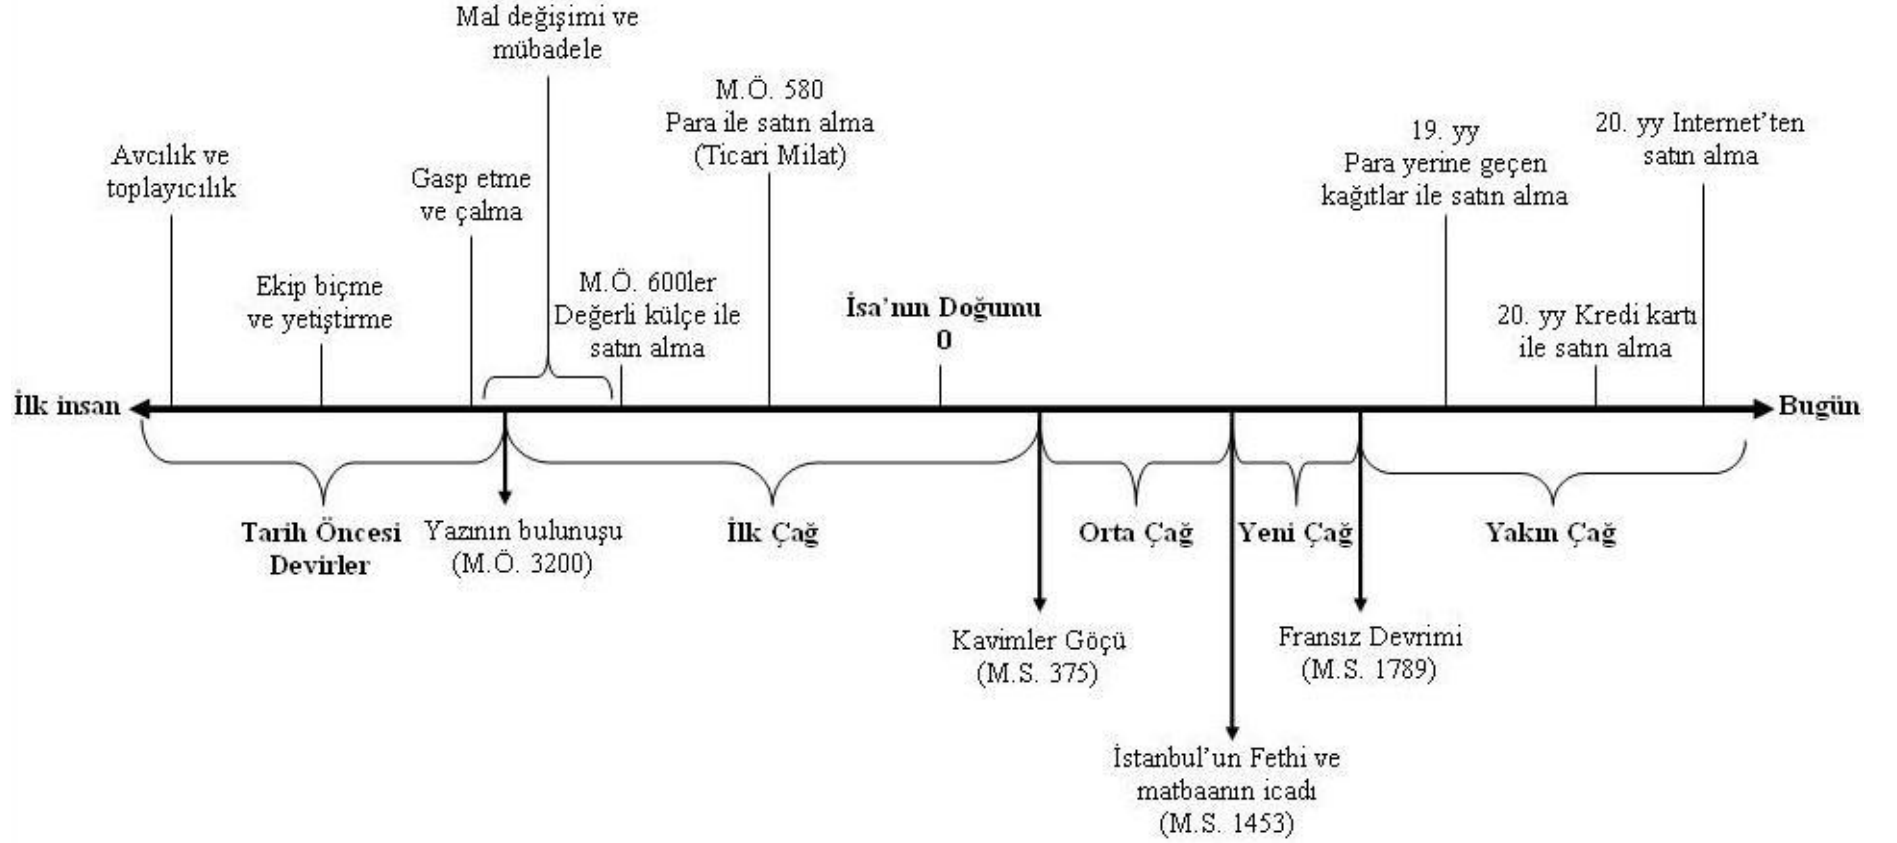 Mal değişimi ve
mübadele
M.Ö. 580
Para ile satın alma
(Ticari Milat)
Avcılık ve
toplayıcılık
Gasp etme
ve çalma
19. yy
Para yerine geçen
kağıtlar ile satın alma
20. yy Internet'ten
satın alma
Ekip biçme
ve yetiştirme
M.Ö. 600ler
Değerli külçe ile
satın alma
İsa'nın Doğumu
0
20. yy Kredi kartı
ile satın alma
İlk insan
Bugün
Tarih Öncesi
Devirler
Yazının bulunuşu
(M.Ö. 3200)
İlk Çağ
Orta Çağ
Yeni Çağ
Yakın Çağ
Kavimler Göçü
(M.S. 375)
Fransız Devrimi
(M.S. 1789)
İstanbul'un Fethi ve
matbaanın icadı
(M.S. 1453)